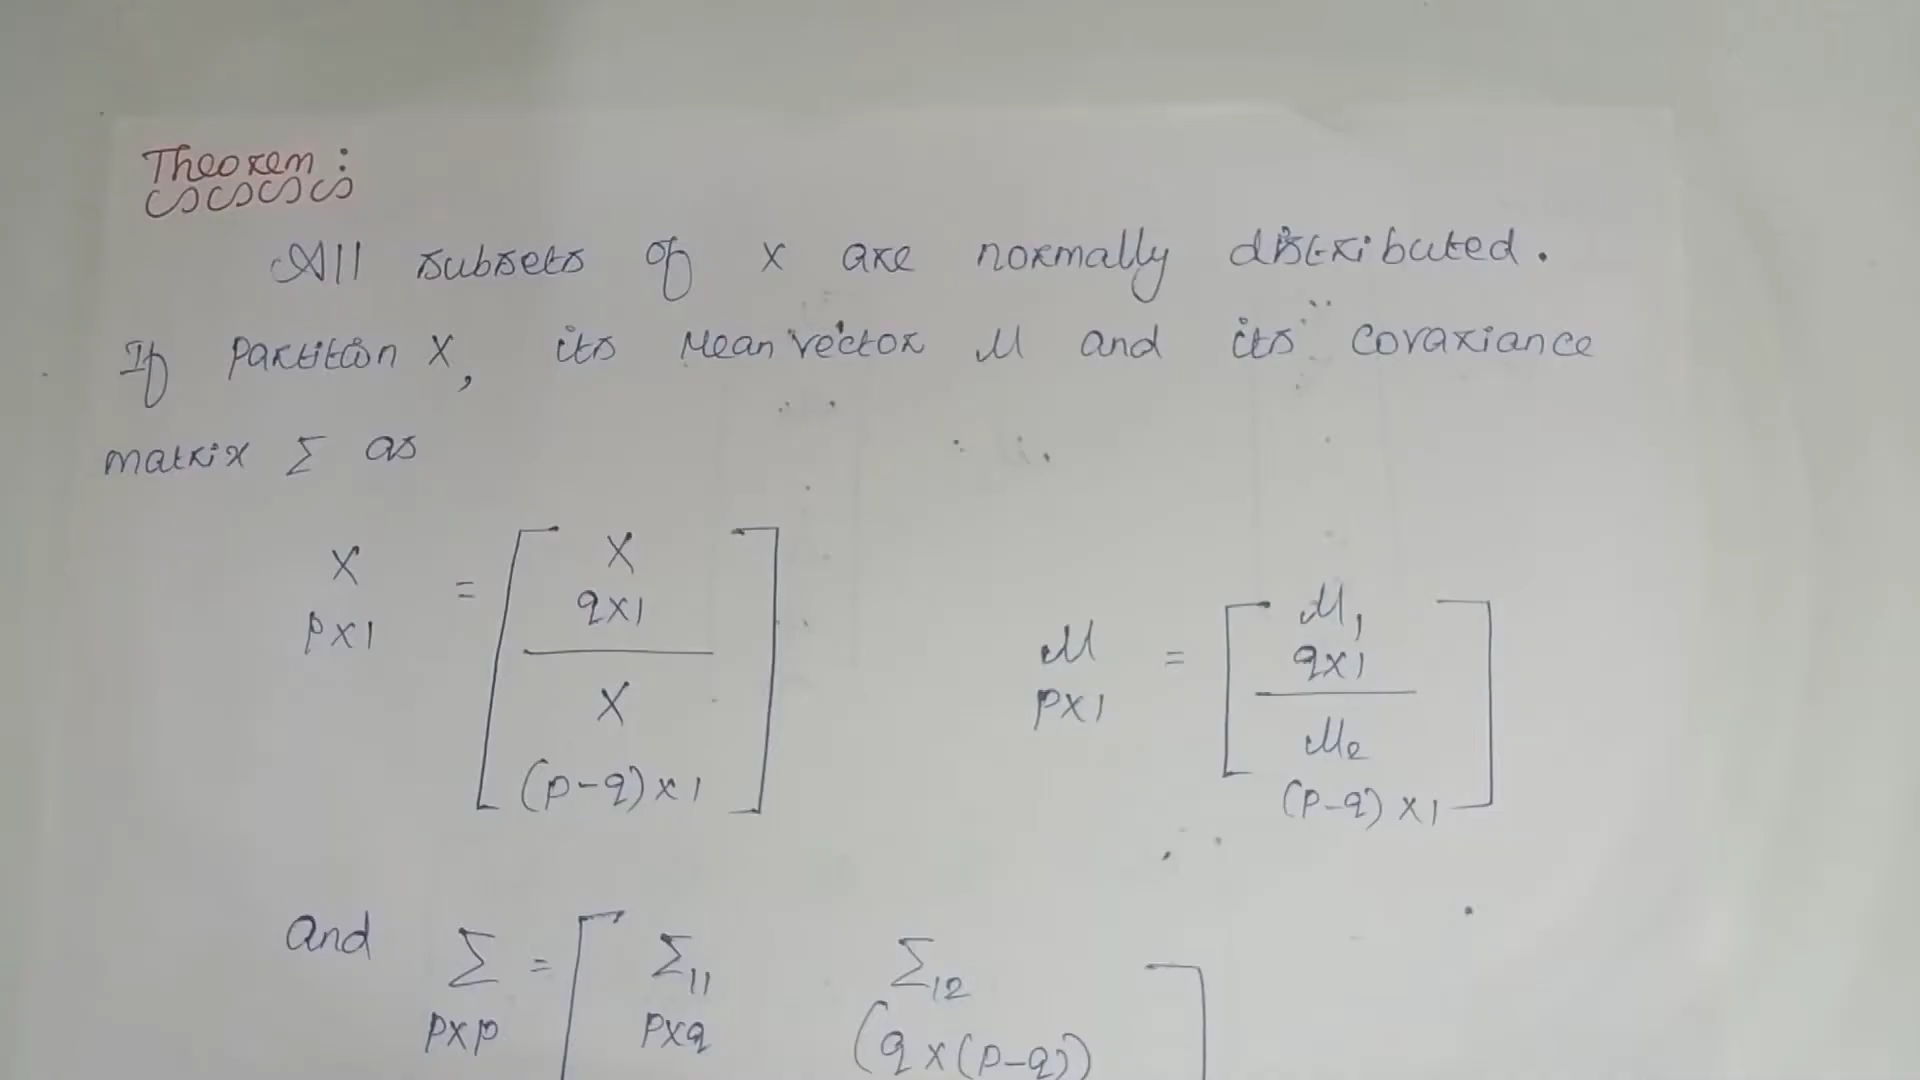 Theorem :
All subsets of X are normally distributed.
If Partition X, its Mean vector μ and its covariance
matrix Σ as
X = [ X
p×1 q×1
X
(p-q)×1 ]
μ = [ μ1
p×1 q×1
μ2
(p-q)×1 ]
and Σ = [ Σ11 Σ12
p×p p×q (q×(p-q)) ]